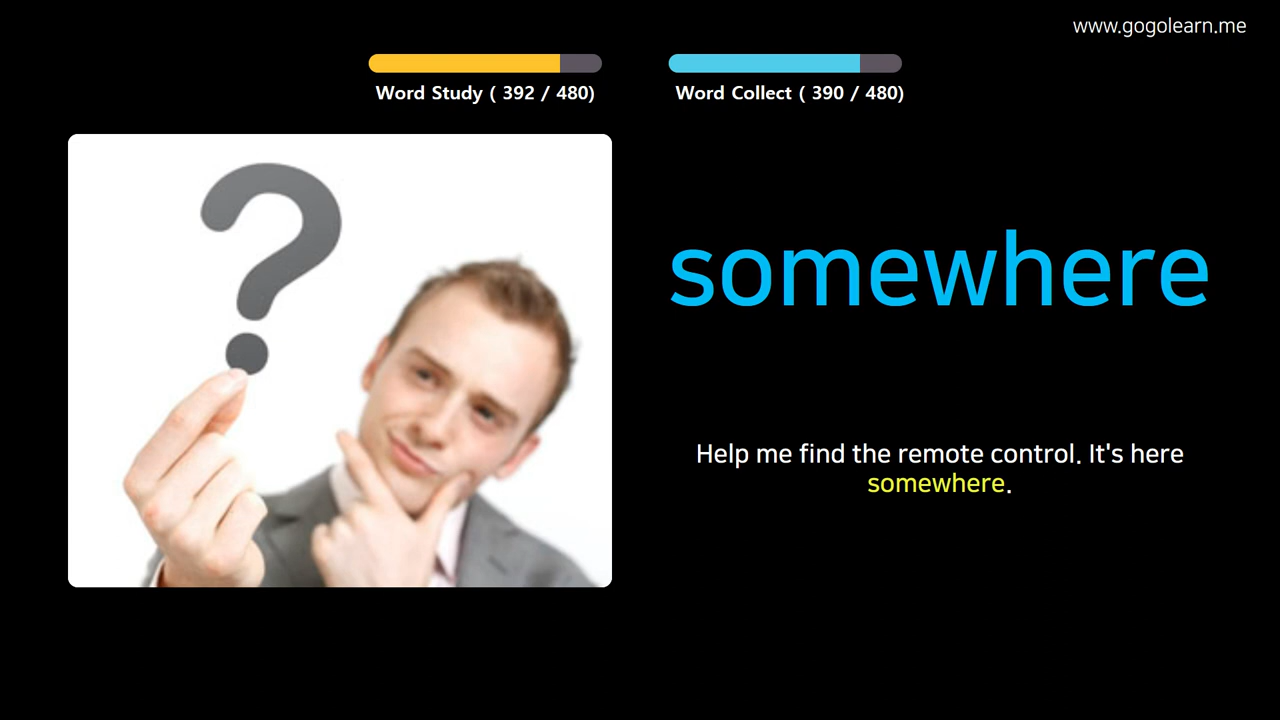 www.gogolearn.me
Word Study ( 392 / 480)
Word Collect ( 390 / 480)
?
somewhere
Help me find the remote control. It's here
somewhere.